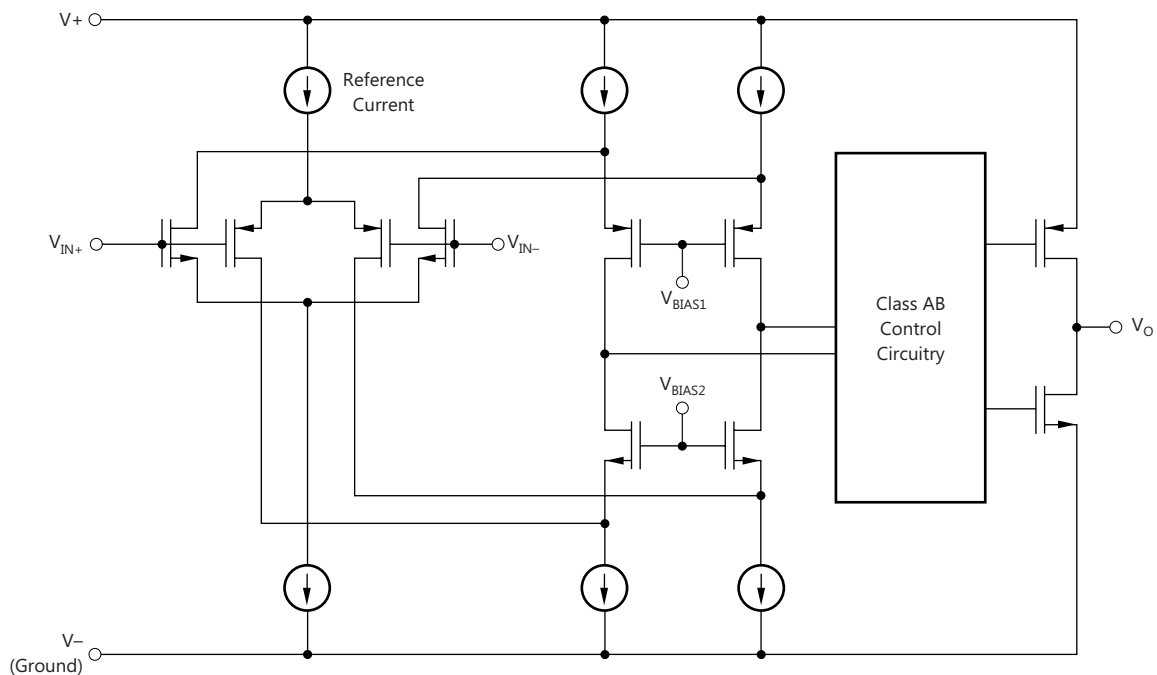 V+
Reference
Current
V_IN+
V_IN–
V_BIAS1
V_BIAS2
Class AB
Control
Circuitry
V_O
V–
(Ground)